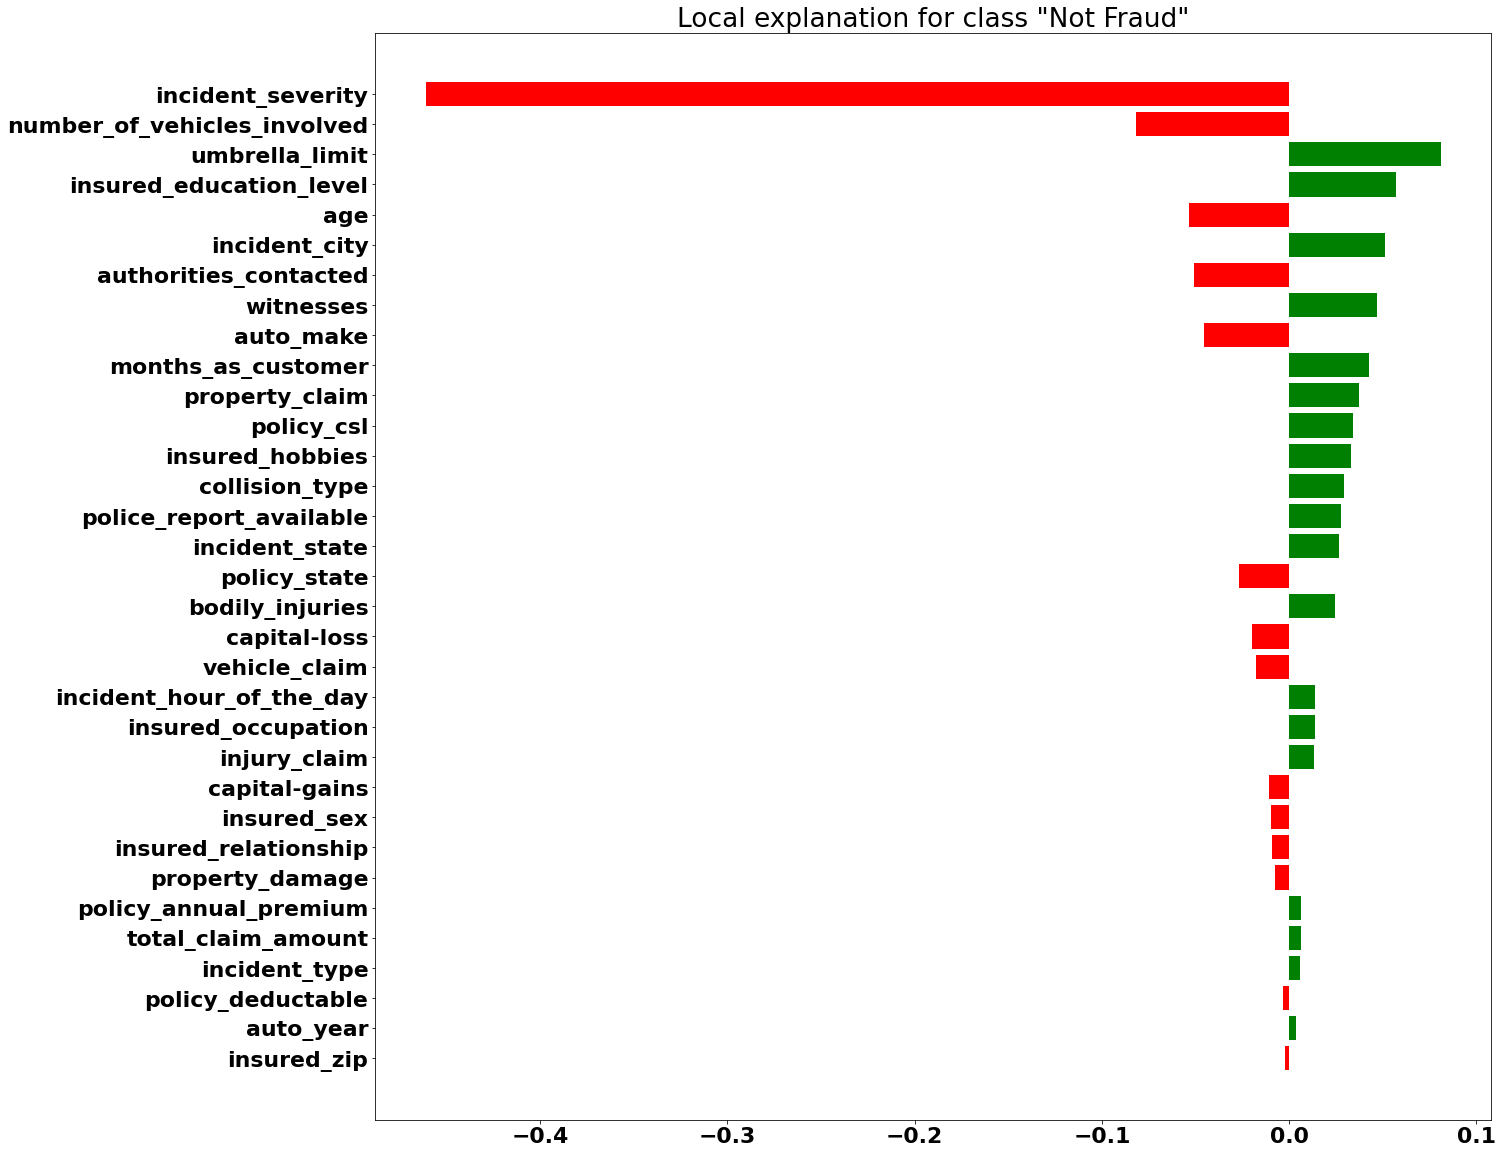 Local explanation for class "Not Fraud"
incident_severity
number_of_vehicles_involved
umbrella_limit
insured_education_level
age
incident_city
authorities_contacted
witnesses
auto_make
months_as_customer
property_claim
policy_csl
insured_hobbies
collision_type
police_report_available
incident_state
policy_state
bodily_injuries
capital-loss
vehicle_claim
incident_hour_of_the_day
insured_occupation
injury_claim
capital-gains
insured_sex
insured_relationship
property_damage
policy_annual_premium
total_claim_amount
incident_type
policy_deductable
auto_year
insured_zip
−0.4 −0.3 −0.2 −0.1 0.0 0.1